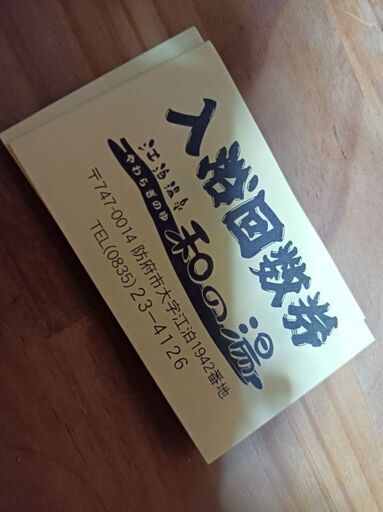 入浴回数券
江泊温泉
やわらぎのゆ
和の湯
〒747-0014 防府市大字江泊1942番地
TEL(0835)23-4126